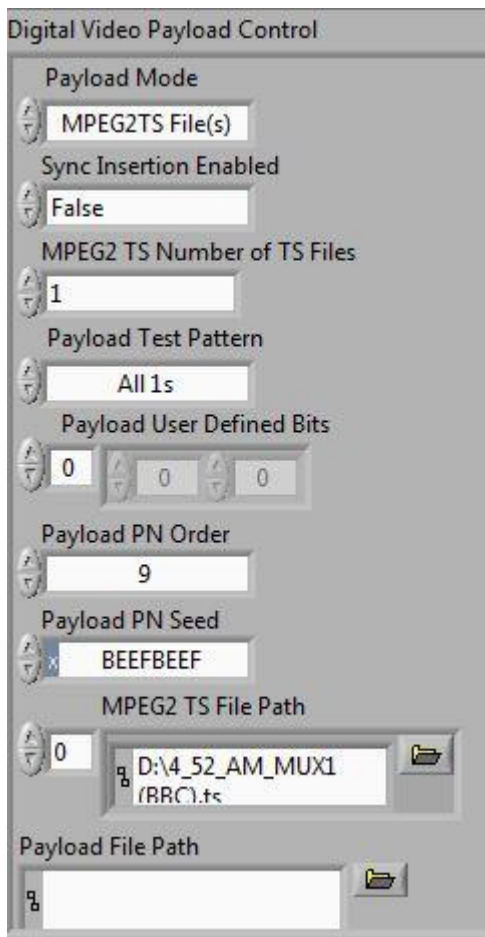 Digital Video Payload Control
Payload Mode
MPEG2TS File(s)
Sync Insertion Enabled
False
MPEG2 TS Number of TS Files
1
Payload Test Pattern
All 1s
Payload User Defined Bits
0 0 0
Payload PN Order
9
Payload PN Seed
x BEEFBEEF
MPEG2 TS File Path
0
D:\4_52_AM_MUX1
(BBC).ts
Payload File Path